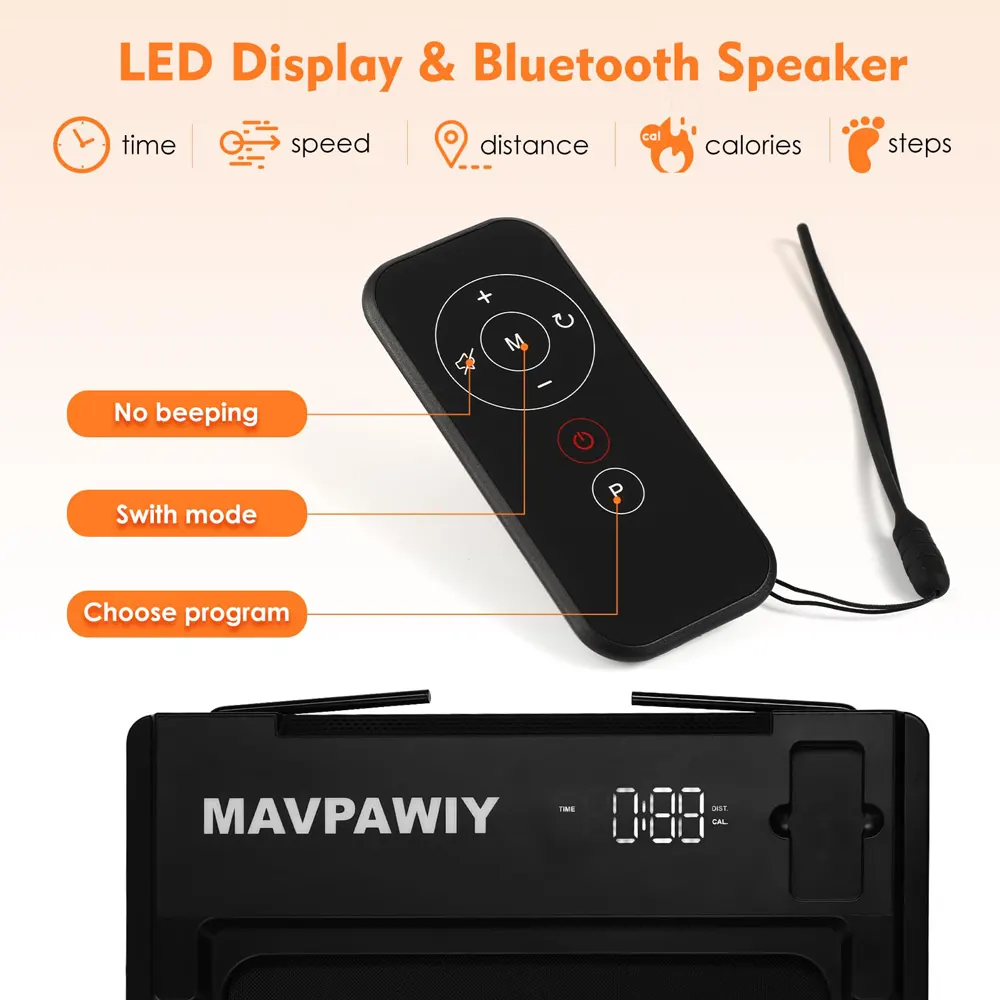 LED Display & Bluetooth Speaker
time
speed
distance
cal
calories
steps
+
M
−
No beeping
Swith mode
P
Choose program
MAVPAWIY
TIME
0:88
DIST.
CAL.